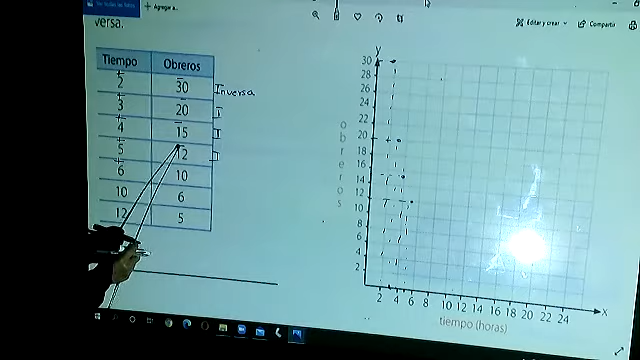 Agregar a...
Editar y crear
Compartir
versa.
Tiempo Obreros
2 30 Inversa
3 20 I
4 15 I
5 12 I
6 10
10 6
12 5
y
30
28
26
24
22
20
18
16
14
12
10
8
6
4
2
obreros
2 4 6 8 10 12 14 16 18 20 22 24 x
tiempo (horas)